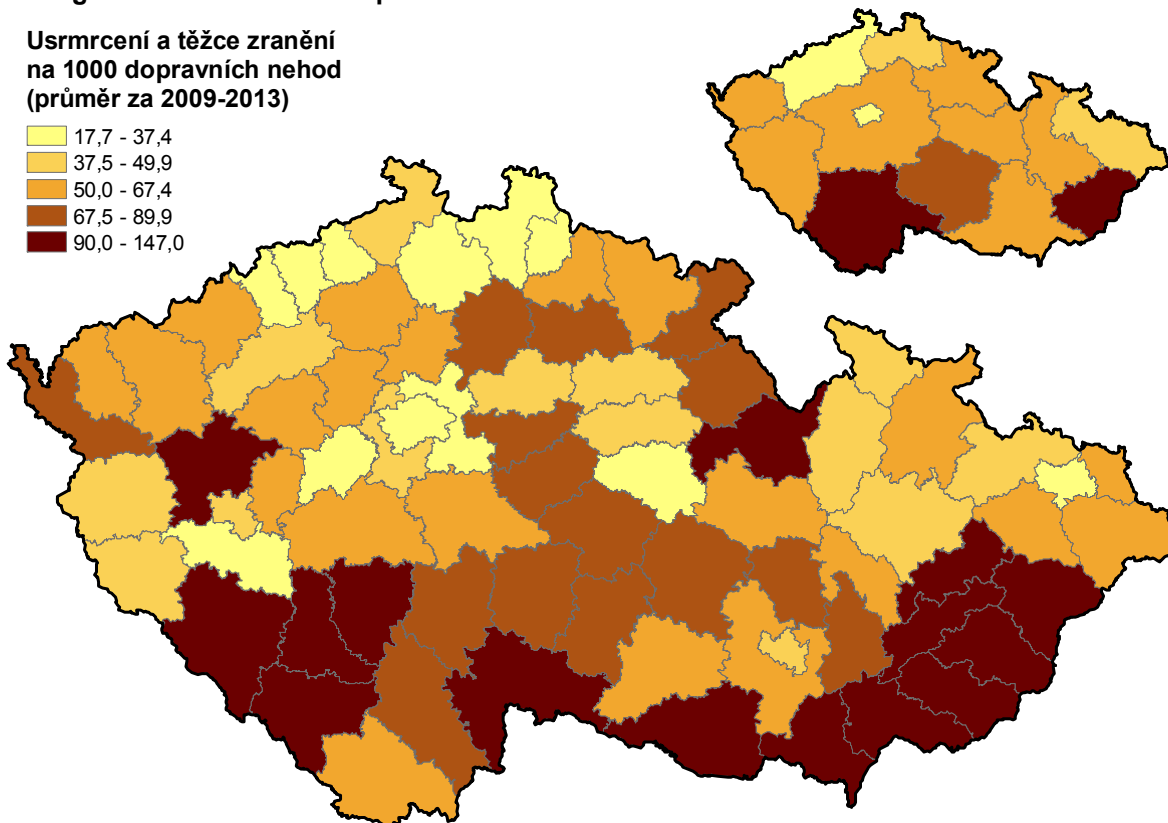 Usrmrcení a těžce zranění
na 1000 dopravních nehod
(průměr za 2009-2013)
17,7 - 37,4
37,5 - 49,9
50,0 - 67,4
67,5 - 89,9
90,0 - 147,0